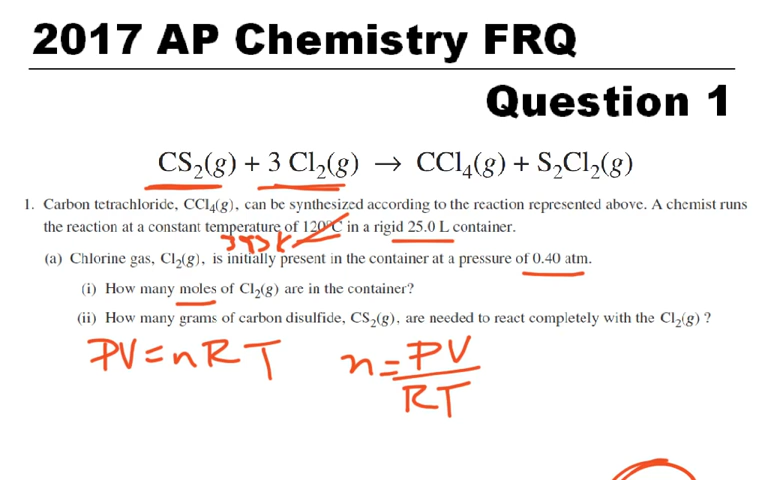 2017 AP Chemistry FRQ
Question 1
CS₂(g) + 3 Cl₂(g) → CCl₄(g) + S₂Cl₂(g)
1. Carbon tetrachloride, CCl₄(g), can be synthesized according to the reaction represented above. A chemist runs
the reaction at a constant temperature of 120°C in a rigid 25.0 L container.
393K
(a) Chlorine gas, Cl₂(g), is initially present in the container at a pressure of 0.40 atm.
(i) How many moles of Cl₂(g) are in the container?
(ii) How many grams of carbon disulfide, CS₂(g), are needed to react completely with the Cl₂(g) ?
PV=nRT n=PV
RT